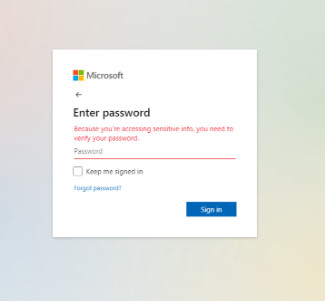 Microsoft
←
Enter password
Because you're accessing sensitive info, you need to
verify your password.
Password
Keep me signed in
Forgot password?
Sign in